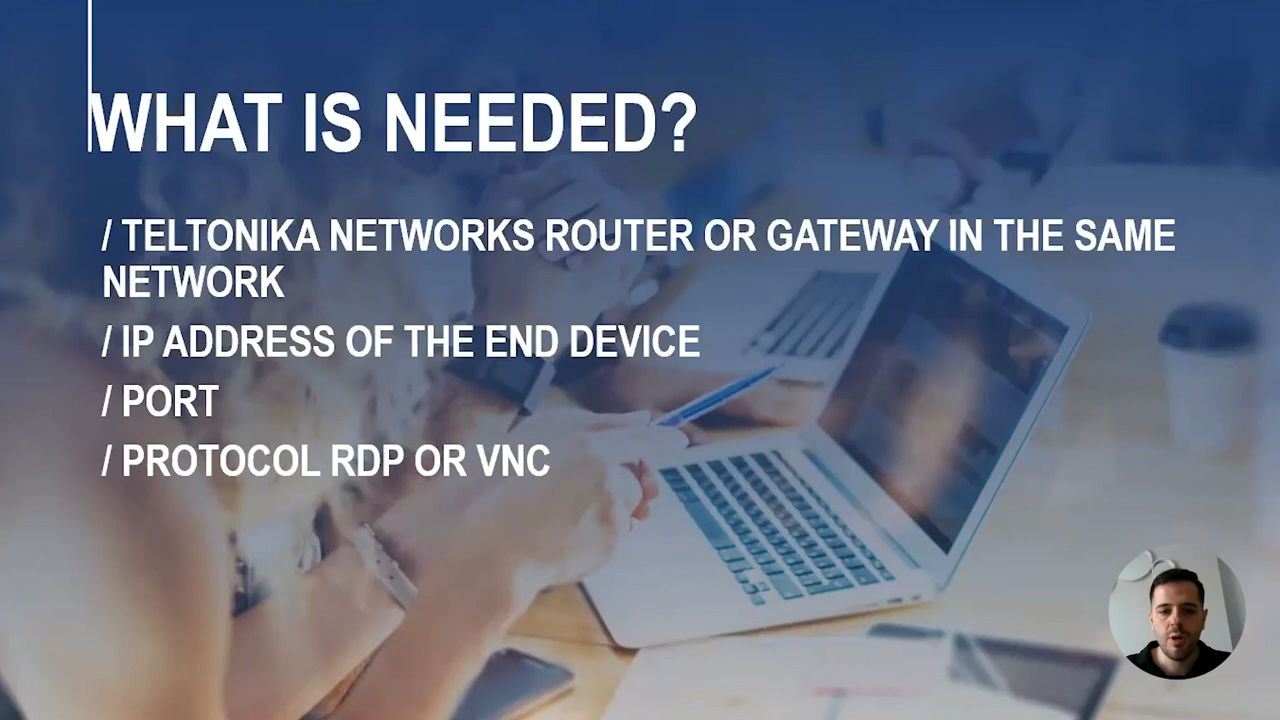 WHAT IS NEEDED?
/ TELTONIKA NETWORKS ROUTER OR GATEWAY IN THE SAME
NETWORK
/ IP ADDRESS OF THE END DEVICE
/ PORT
/ PROTOCOL RDP OR VNC